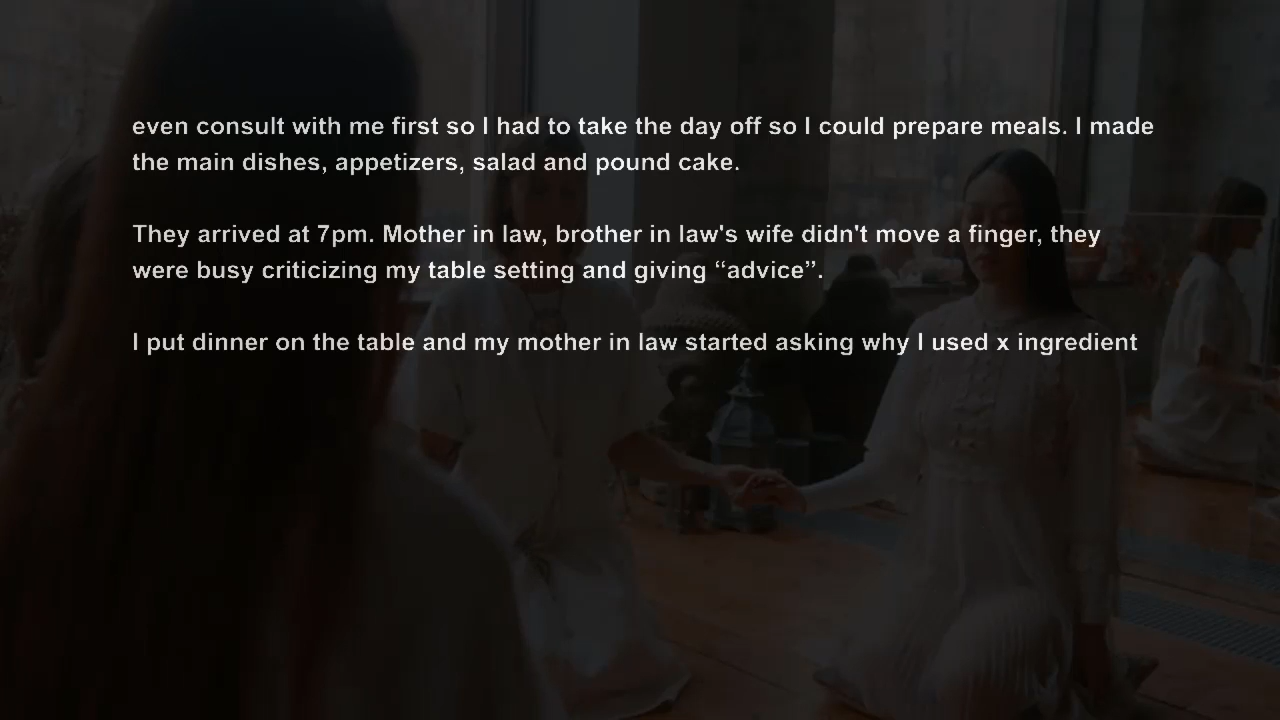 even consult with me first so I had to take the day off so I could prepare meals. I made
the main dishes, appetizers, salad and pound cake.
They arrived at 7pm. Mother in law, brother in law's wife didn't move a finger, they
were busy criticizing my table setting and giving “advice”.
I put dinner on the table and my mother in law started asking why I used x ingredient